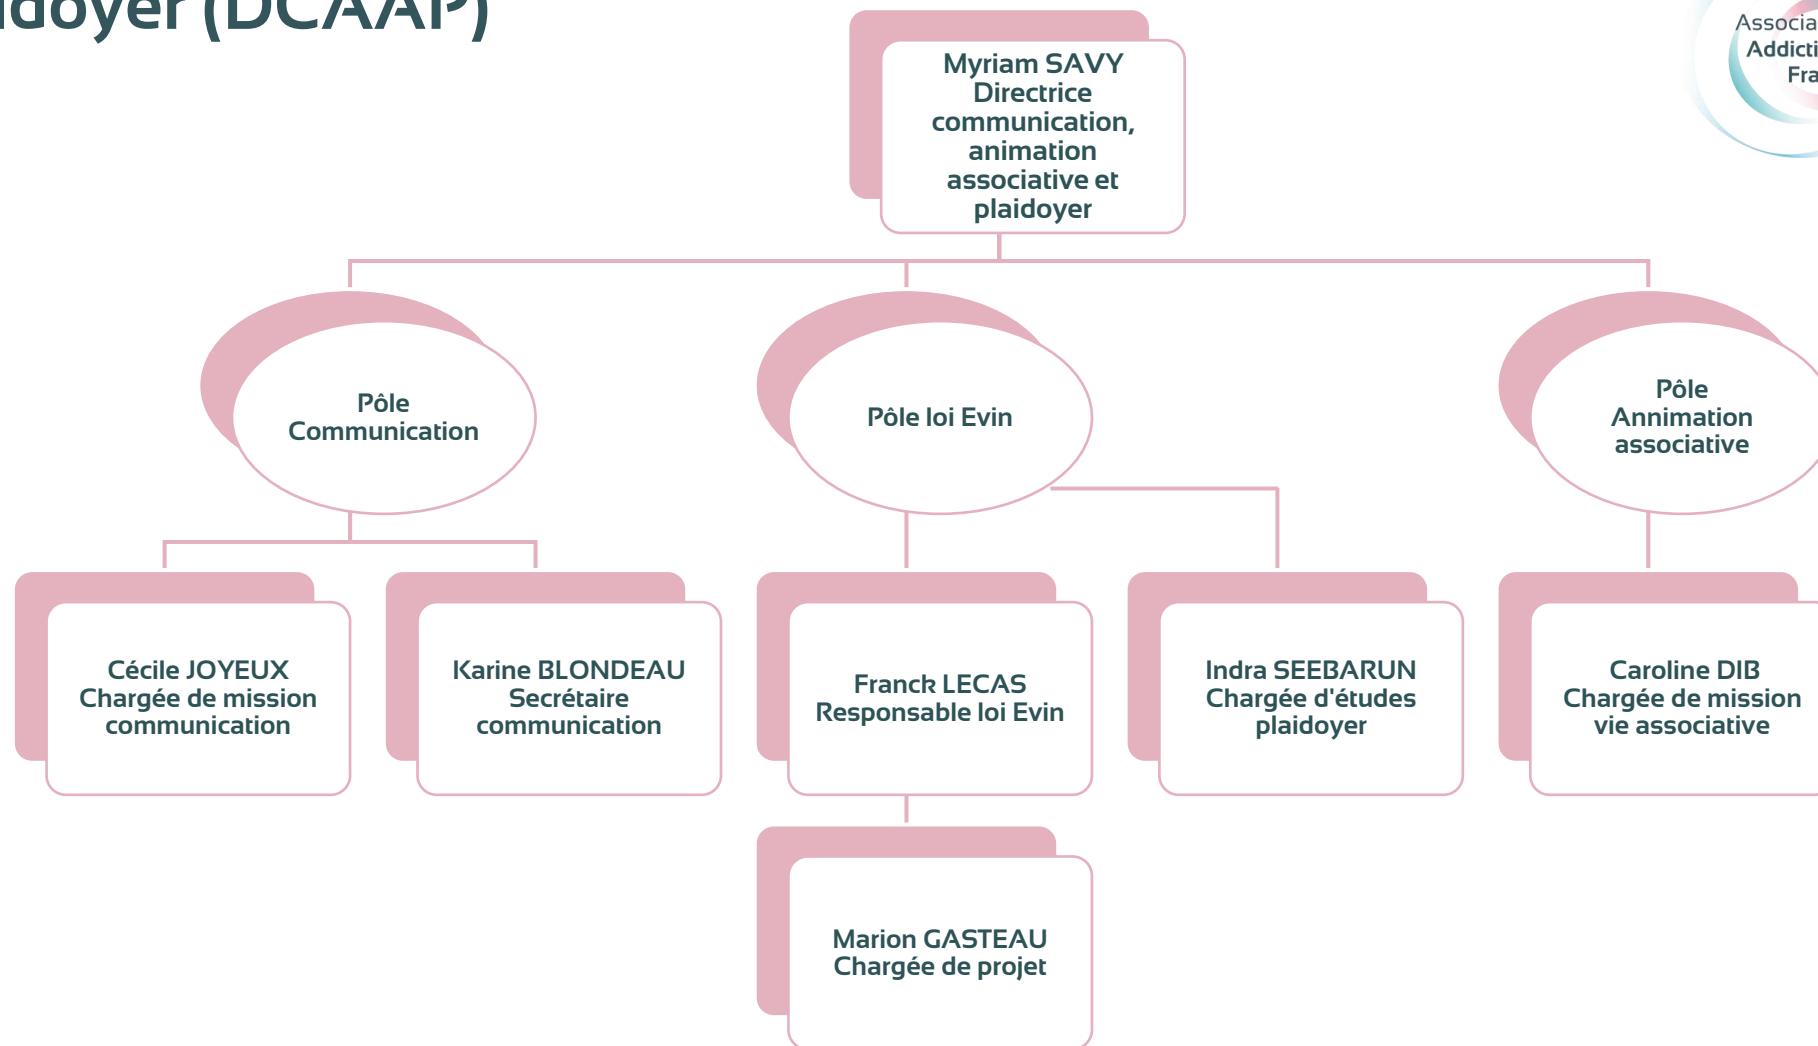 idoyer (DCAAP)
Associa
Addicti
Fra
Myriam SAVY
Directrice
communication,
animation
associative et
plaidoyer
Pôle
Communication
Pôle loi Evin
Pôle
Annimation
associative
Cécile JOYEUX
Chargée de mission
communication
Karine BLONDEAU
Secrétaire
communication
Franck LECAS
Responsable loi Evin
Indra SEEBARUN
Chargée d'études
plaidoyer
Caroline DIB
Chargée de mission
vie associative
Marion GASTEAU
Chargée de projet